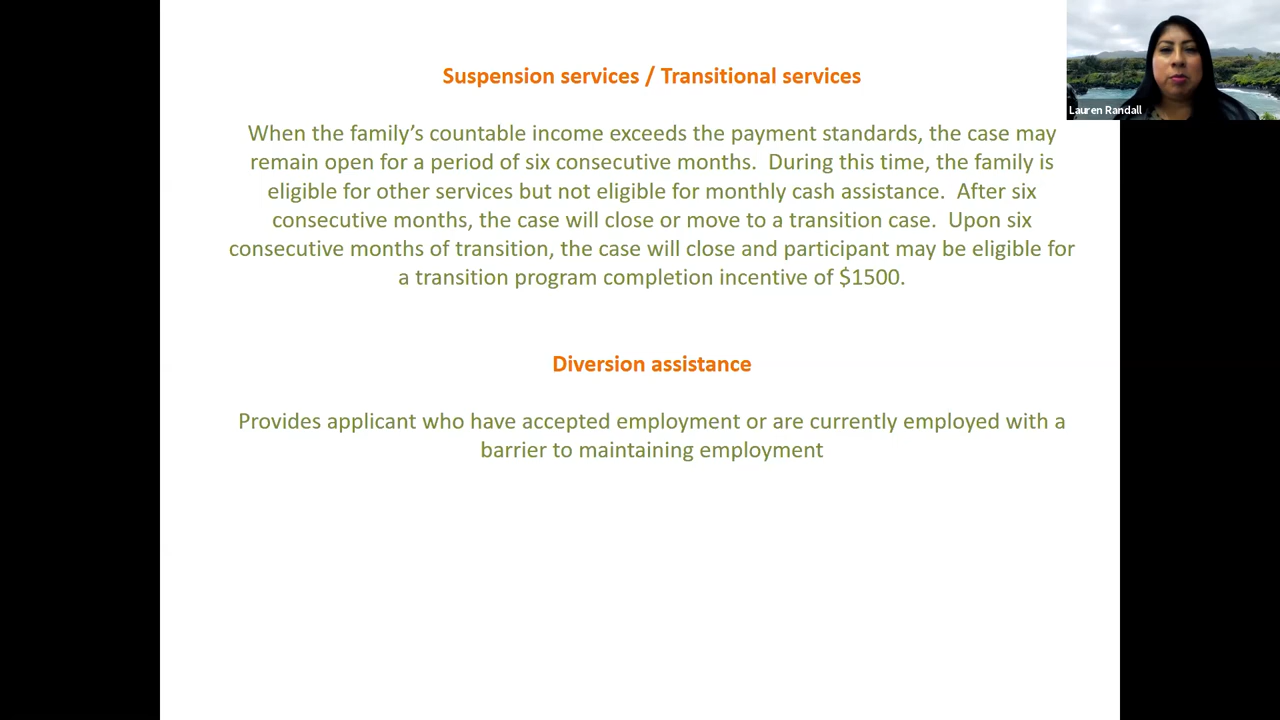 Suspension services / Transitional services
Lauren Randall
When the family’s countable income exceeds the payment standards, the case may
remain open for a period of six consecutive months.  During this time, the family is
eligible for other services but not eligible for monthly cash assistance.  After six
consecutive months, the case will close or move to a transition case.  Upon six
consecutive months of transition, the case will close and participant may be eligible for
a transition program completion incentive of $1500.
Diversion assistance
Provides applicant who have accepted employment or are currently employed with a
barrier to maintaining employment